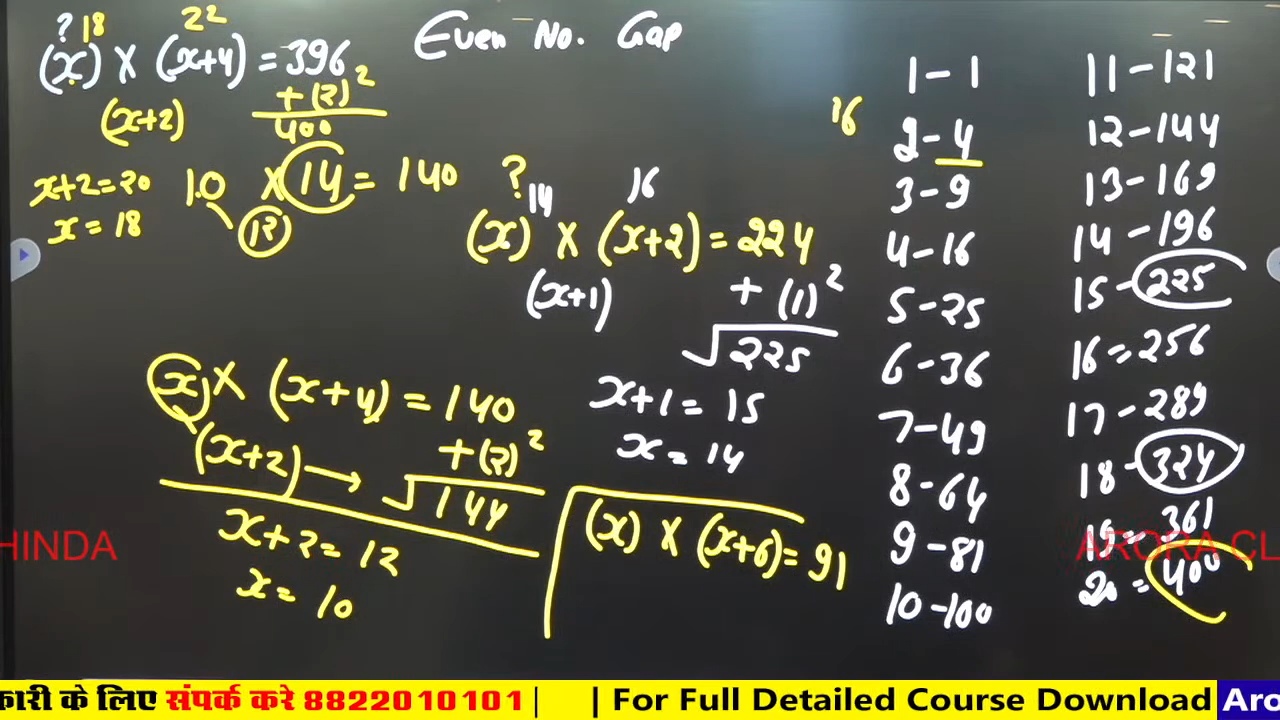 Even No. Gap
? 18 22
(x) X (x+4) = 396
(x+2) + (2)²
400
x+2=20
x = 18
10 X 14 = 140
12
? 14 16
(x) X (x+2) = 224
(x+1) + (1)²
√225
x+1 = 15
x = 14
x X (x+4) = 140
(x+2) → + (2)²
√144
x+2 = 12
x = 10
(x) X (x+6) = 91
16
1 - 1
2 - 4
3 - 9
4 - 16
5 - 25
6 - 36
7 - 49
8 - 64
9 - 81
10 - 100
11 - 121
12 - 144
13 - 169
14 - 196
15 - 225
16 = 256
17 - 289
18 - 324
19 - 361
20 = 400
HINDA
ARORA CL
कारी के लिए संपर्क करे 8822010101 | | For Full Detailed Course Download Aro